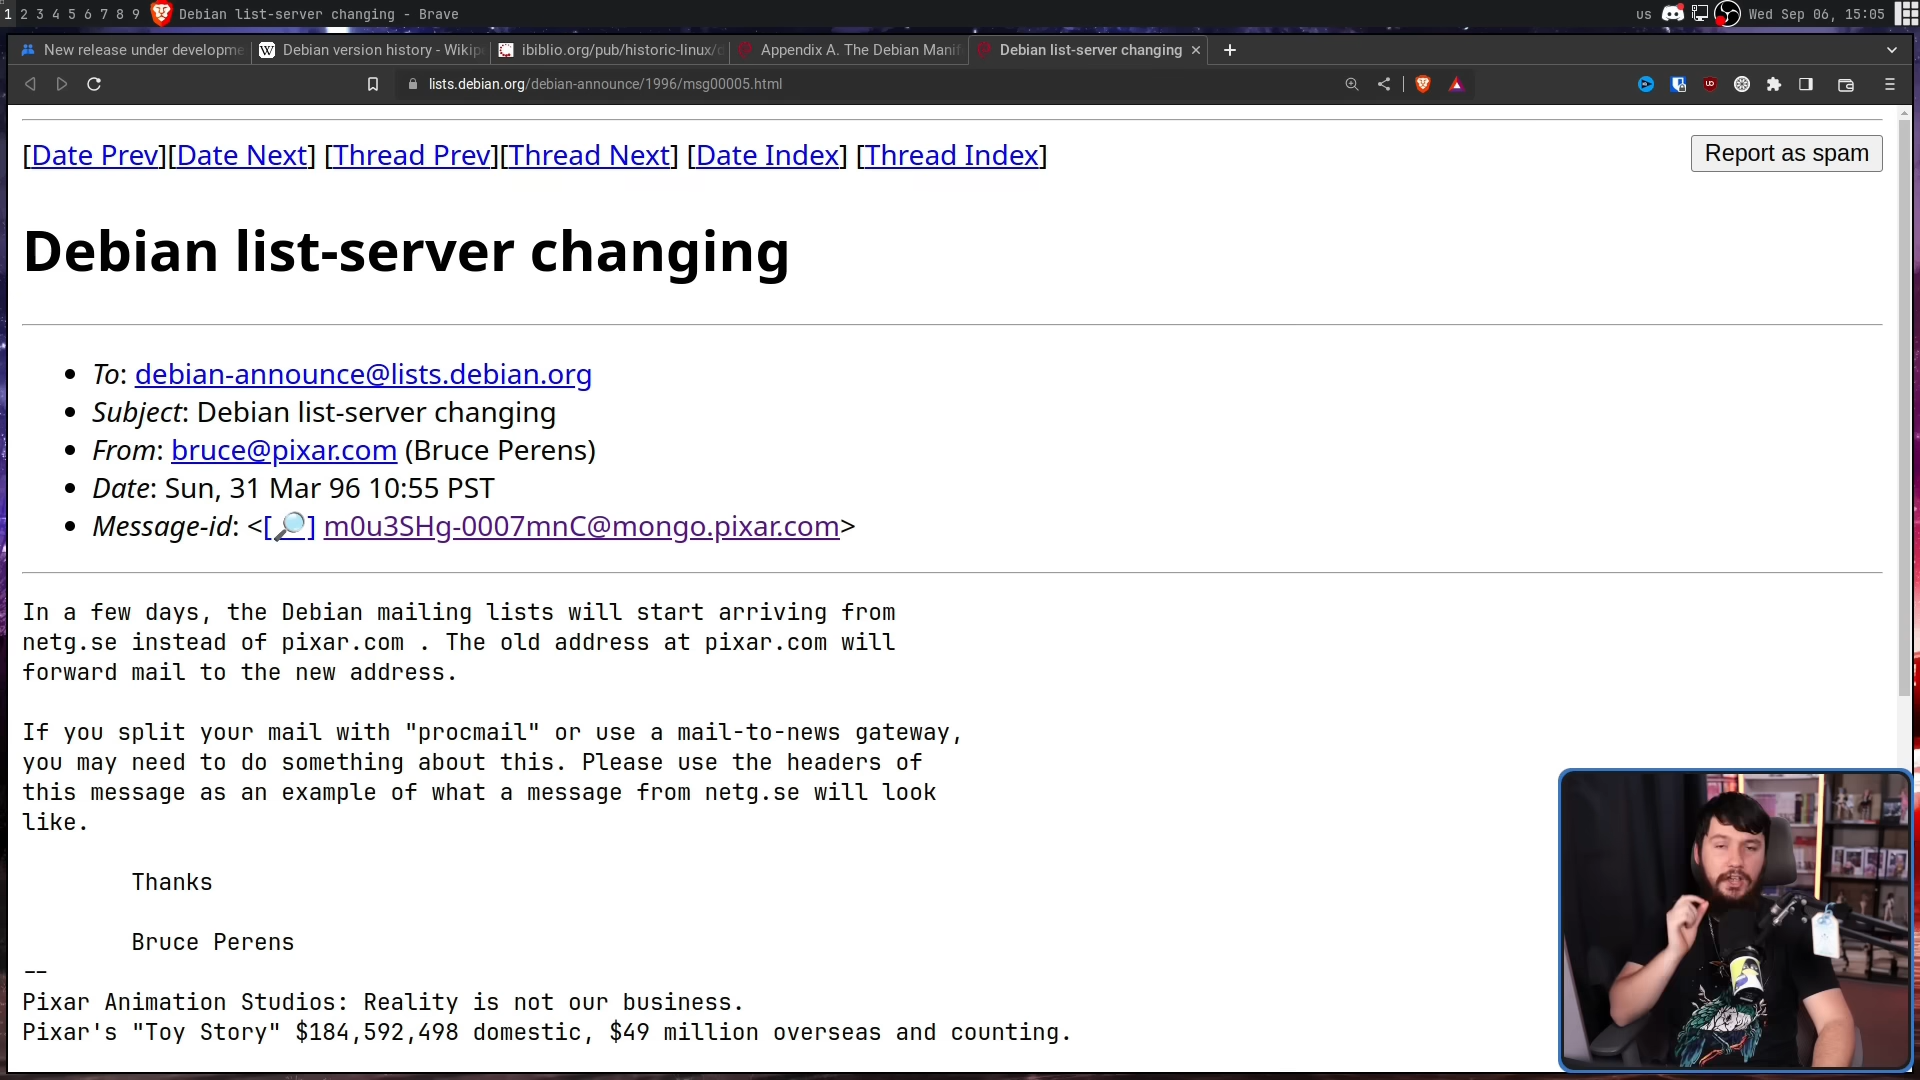 1 2 3 4 5 6 7 8 9 Debian list-server changing - Brave us Wed Sep 06, 15:05
New release under developme Debian version history - Wikip ibiblio.org/pub/historic-linux/d Appendix A. The Debian Manif Debian list-server changing
lists.debian.org/debian-announce/1996/msg00005.html
[Date Prev][Date Next] [Thread Prev][Thread Next] [Date Index] [Thread Index] Report as spam
Debian list-server changing
To: debian-announce@lists.debian.org
Subject: Debian list-server changing
From: bruce@pixar.com (Bruce Perens)
Date: Sun, 31 Mar 96 10:55 PST
Message-id: <[🔎] m0u3SHg-0007mnC@mongo.pixar.com>
In a few days, the Debian mailing lists will start arriving from
netg.se instead of pixar.com . The old address at pixar.com will
forward mail to the new address.
If you split your mail with "procmail" or use a mail-to-news gateway,
you may need to do something about this. Please use the headers of
this message as an example of what a message from netg.se will look
like.
Thanks
Bruce Perens
--
Pixar Animation Studios: Reality is not our business.
Pixar's "Toy Story" $184,592,498 domestic, $49 million overseas and counting.